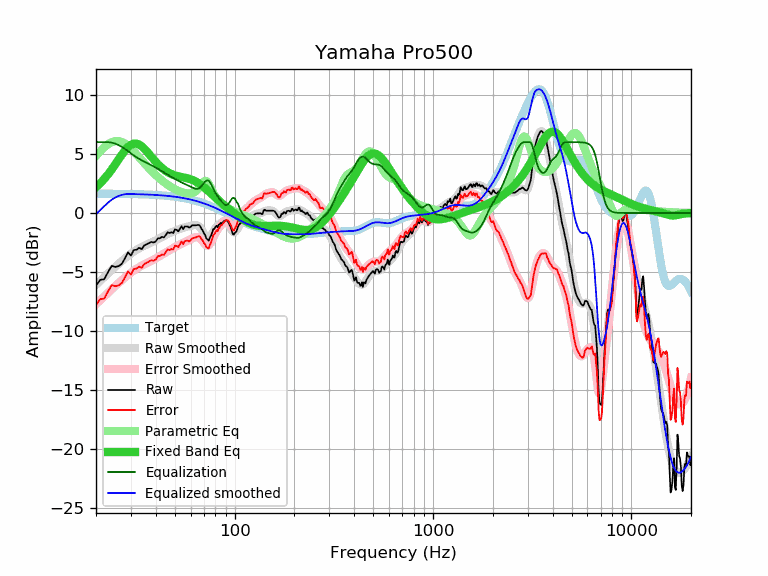 Yamaha Pro500
Amplitude (dBr)
10
5
0
−5
−10
−15
−20
−25
Target
Raw Smoothed
Error Smoothed
Raw
Error
Parametric Eq
Fixed Band Eq
Equalization
Equalized smoothed
100
1000
10000
Frequency (Hz)